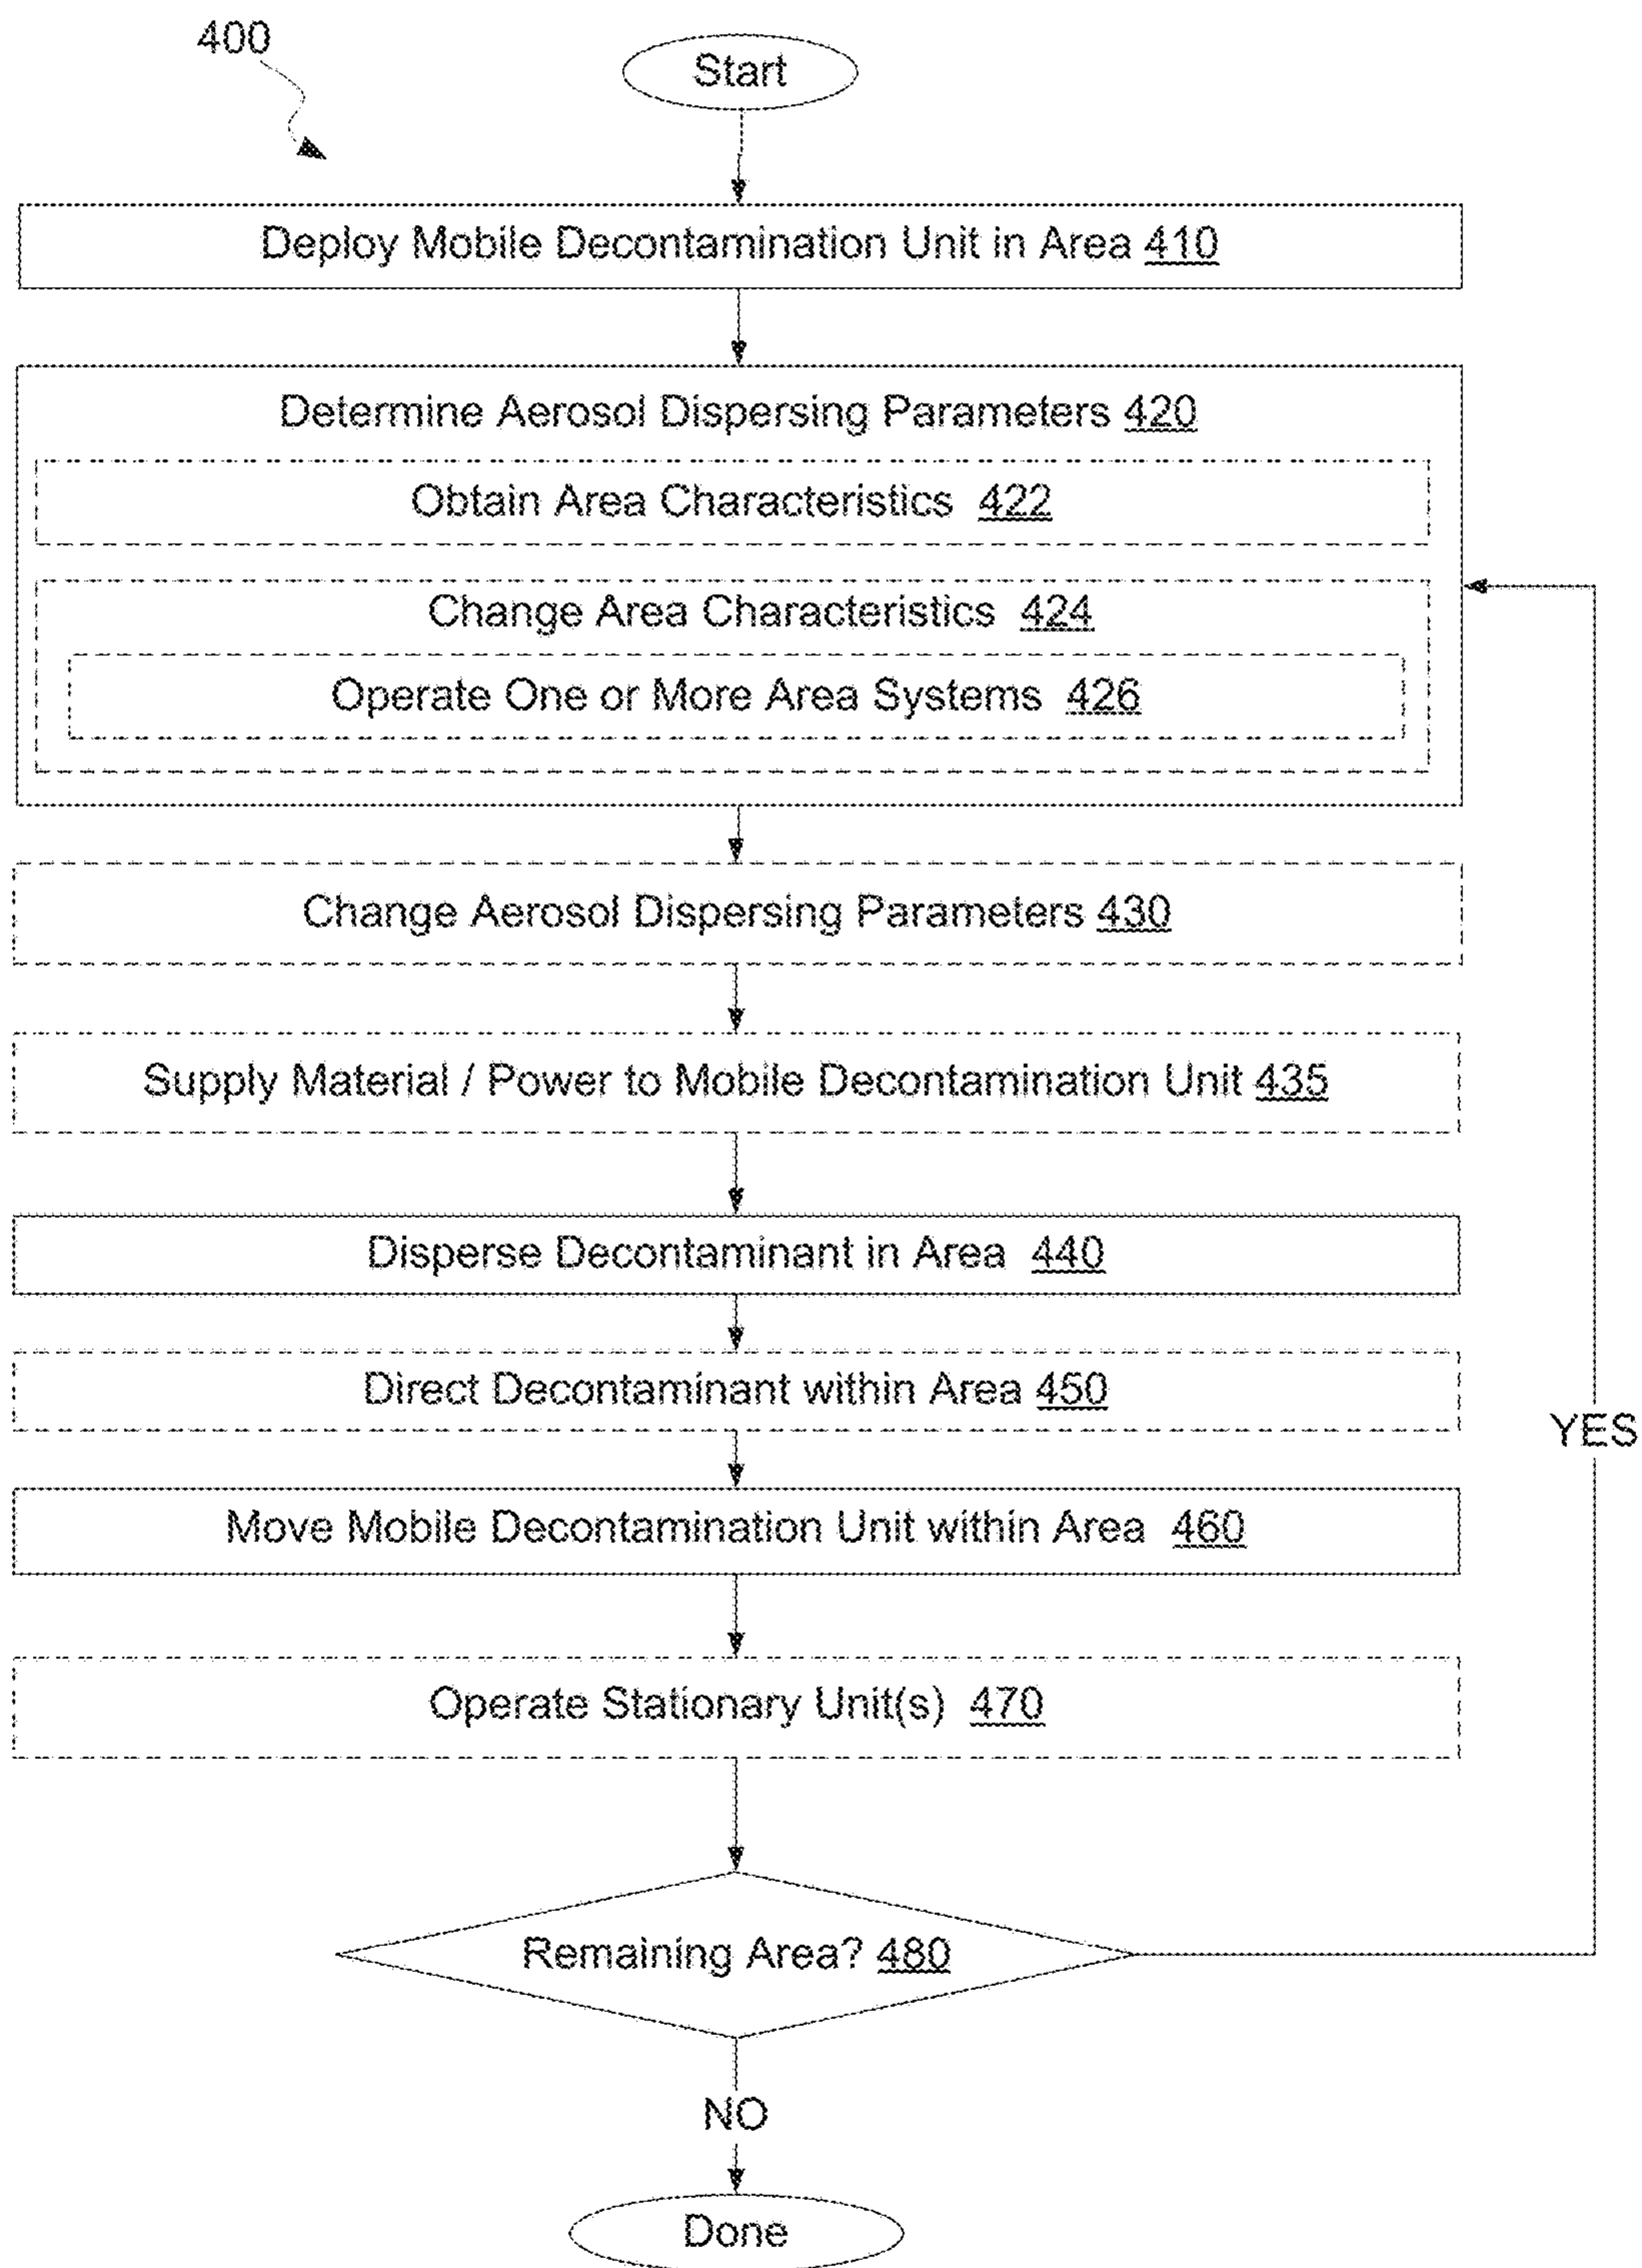 400
Start
Deploy Mobile Decontamination Unit in Area 410
Determine Aerosol Dispersing Parameters 420
Obtain Area Characteristics 422
Change Area Characteristics 424
Operate One or More Area Systems 426
Change Aerosol Dispersing Parameters 430
Supply Material / Power to Mobile Decontamination Unit 435
Disperse Decontaminant in Area 440
Direct Decontaminant within Area 450
YES
Move Mobile Decontamination Unit within Area 460
Operate Stationary Unit(s) 470
Remaining Area? 480
NO
Done